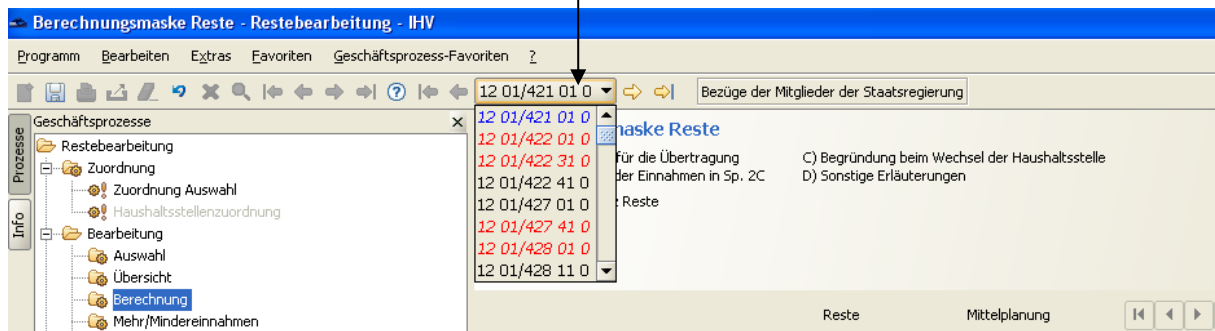 Berechnungsmaske Reste - Restebearbeitung - IHV
Programm Bearbeiten Extras Favoriten Geschäftsprozess-Favoriten ?
12 01/421 01 0 Bezüge der Mitglieder der Staatsregierung
Prozesse
Info
Geschäftsprozesse
Restebearbeitung
Zuordnung
Zuordnung Auswahl
Haushaltsstellenzuordnung
Bearbeitung
Auswahl
Übersicht
Berechnung
Mehr/Mindereinnahmen
12 01/421 01 0
12 01/422 01 0
12 01/422 31 0
12 01/422 41 0
12 01/427 01 0
12 01/427 41 0
12 01/428 01 0
12 01/428 11 0
maske Reste
für die Übertragung C) Begründung beim Wechsel der Haushaltsstelle
der Einnahmen in Sp. 2C D) Sonstige Erläuterungen
Reste
Reste Mittelplanung